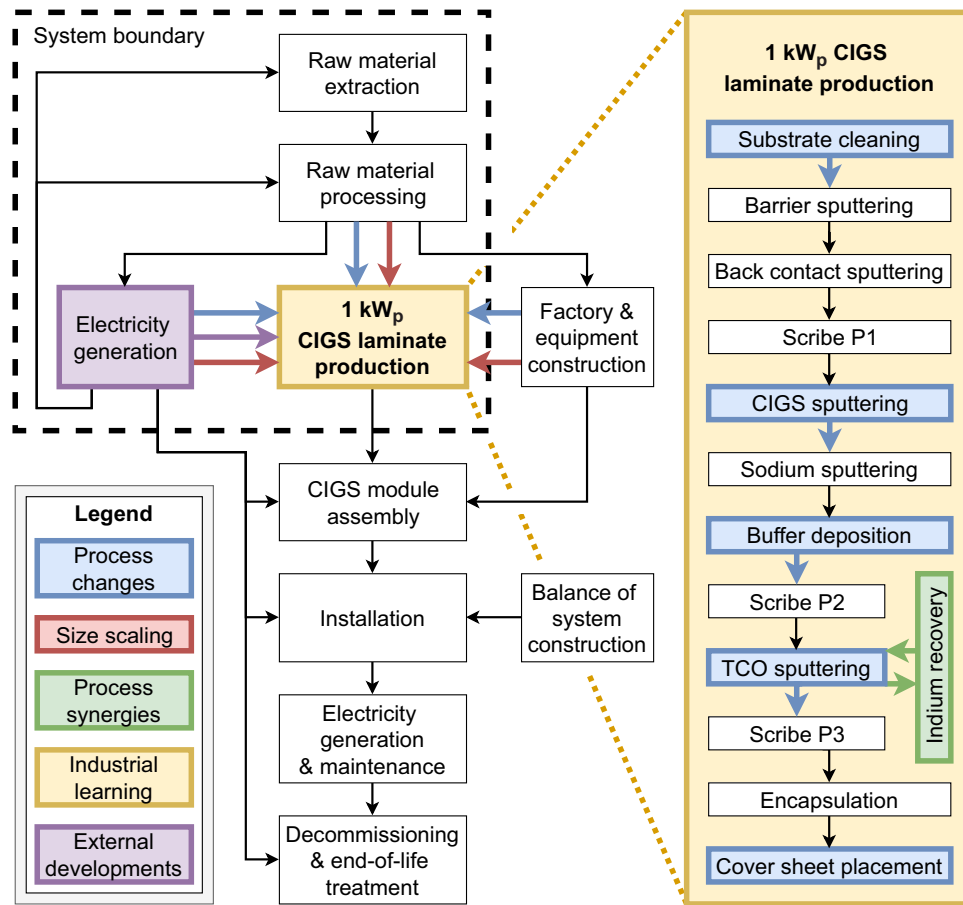 System boundary
Raw material
extraction
Raw material
processing
Electricity
generation
1 kWp
CIGS laminate
production
Factory &
equipment
construction
CIGS module
assembly
Installation
Balance of
system
construction
Electricity
generation
& maintenance
Decommissioning
& end-of-life
treatment
Legend
Process
changes
Size scaling
Process
synergies
Industrial
learning
External
developments
1 kWp CIGS
laminate production
Substrate cleaning
Barrier sputtering
Back contact sputtering
Scribe P1
CIGS sputtering
Sodium sputtering
Buffer deposition
Scribe P2
TCO sputtering
Indium recovery
Scribe P3
Encapsulation
Cover sheet placement